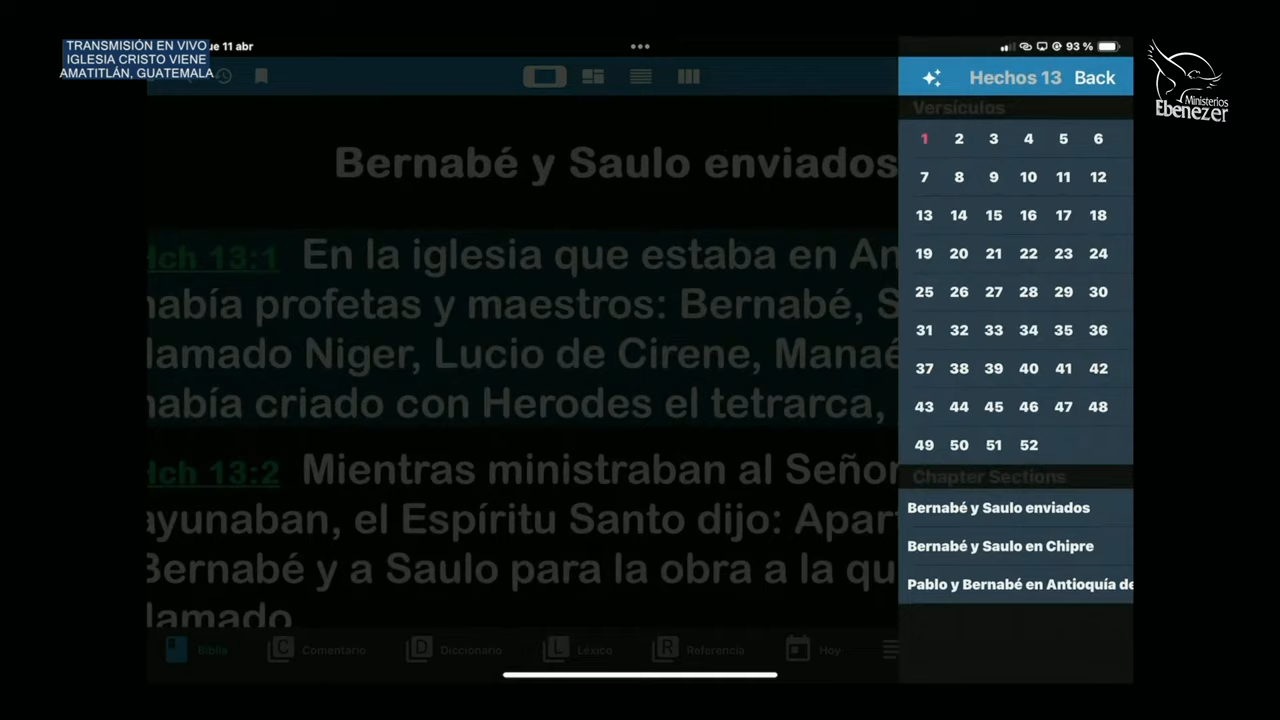 TRANSMISIÓN EN VIVO
IGLESIA CRISTO VIENE
AMATITLÁN, GUATEMALA
ue 11 abr
93 %
Ministerios
Ebenezer
Hechos 13 Back
Versículos
1 2 3 4 5 6
7 8 9 10 11 12
13 14 15 16 17 18
19 20 21 22 23 24
25 26 27 28 29 30
31 32 33 34 35 36
37 38 39 40 41 42
43 44 45 46 47 48
49 50 51 52
Chapter Sections
Bernabé y Saulo enviados
Bernabé y Saulo en Chipre
Pablo y Bernabé en Antioquía de
Bernabé y Saulo enviados
Hch 13:1 En la iglesia que estaba en An
había profetas y maestros: Bernabé, S
llamado Niger, Lucio de Cirene, Manaé
había criado con Herodes el tetrarca,
Hch 13:2 Mientras ministraban al Señor
ayunaban, el Espíritu Santo dijo: Apar
Bernabé y a Saulo para la obra a la qu
llamado
Biblia C Comentario D Diccionario L Léxico R Referencia Hoy